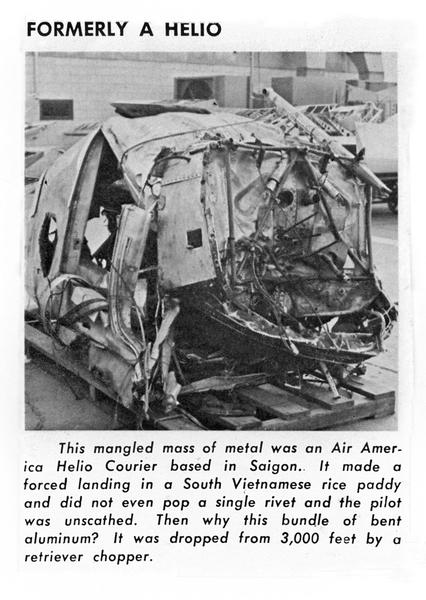 FORMERLY A HELIO
This mangled mass of metal was an Air Amer-
ica Helio Courier based in Saigon. It made a
forced landing in a South Vietnamese rice paddy
and did not even pop a single rivet and the pilot
was unscathed. Then why this bundle of bent
aluminum? It was dropped from 3,000 feet by a
retriever chopper.